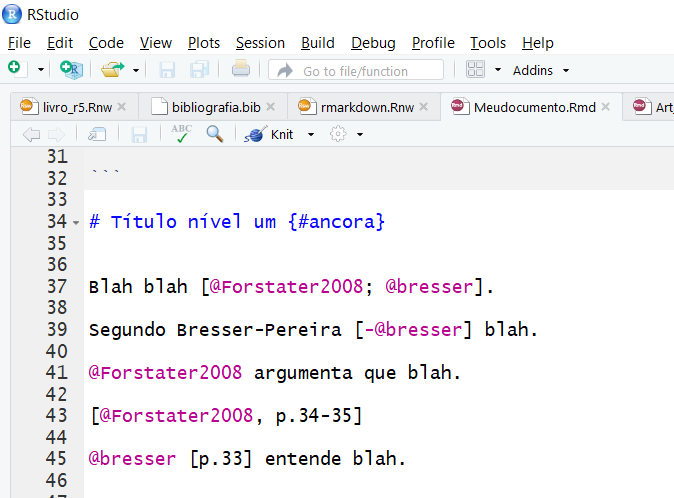 RStudio
File Edit Code View Plots Session Build Debug Profile Tools Help
Go to file/function Addins
livro_r5.Rnw bibliografia.bib rmarkdown.Rnw Meudocumento.Rmd Art_
ABC Knit
31
32 ```
33
34 # Título nível um {#ancora}
35
36
37 Blah blah [@Forstater2008; @bresser].
38
39 Segundo Bresser-Pereira [-@bresser] blah.
40
41 @Forstater2008 argumenta que blah.
42
43 [@Forstater2008, p.34-35]
44
45 @bresser [p.33] entende blah.
46